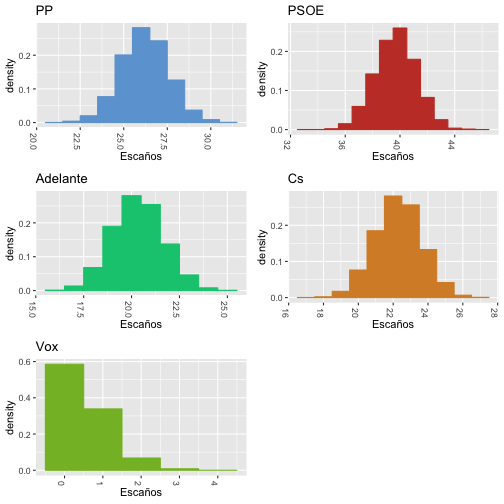 PP
density
0.2
0.1
0.0
20.0
22.5
25.0
27.5
30.0
Escaños
PSOE
density
0.2
0.1
0.0
32
36
40
44
Escaños
Adelante
density
0.2
0.1
0.0
15.0
17.5
20.0
22.5
25.0
Escaños
Cs
density
0.2
0.1
0.0
16
18
20
22
24
26
28
Escaños
Vox
density
0.6
0.4
0.2
0.0
0
1
2
3
4
Escaños